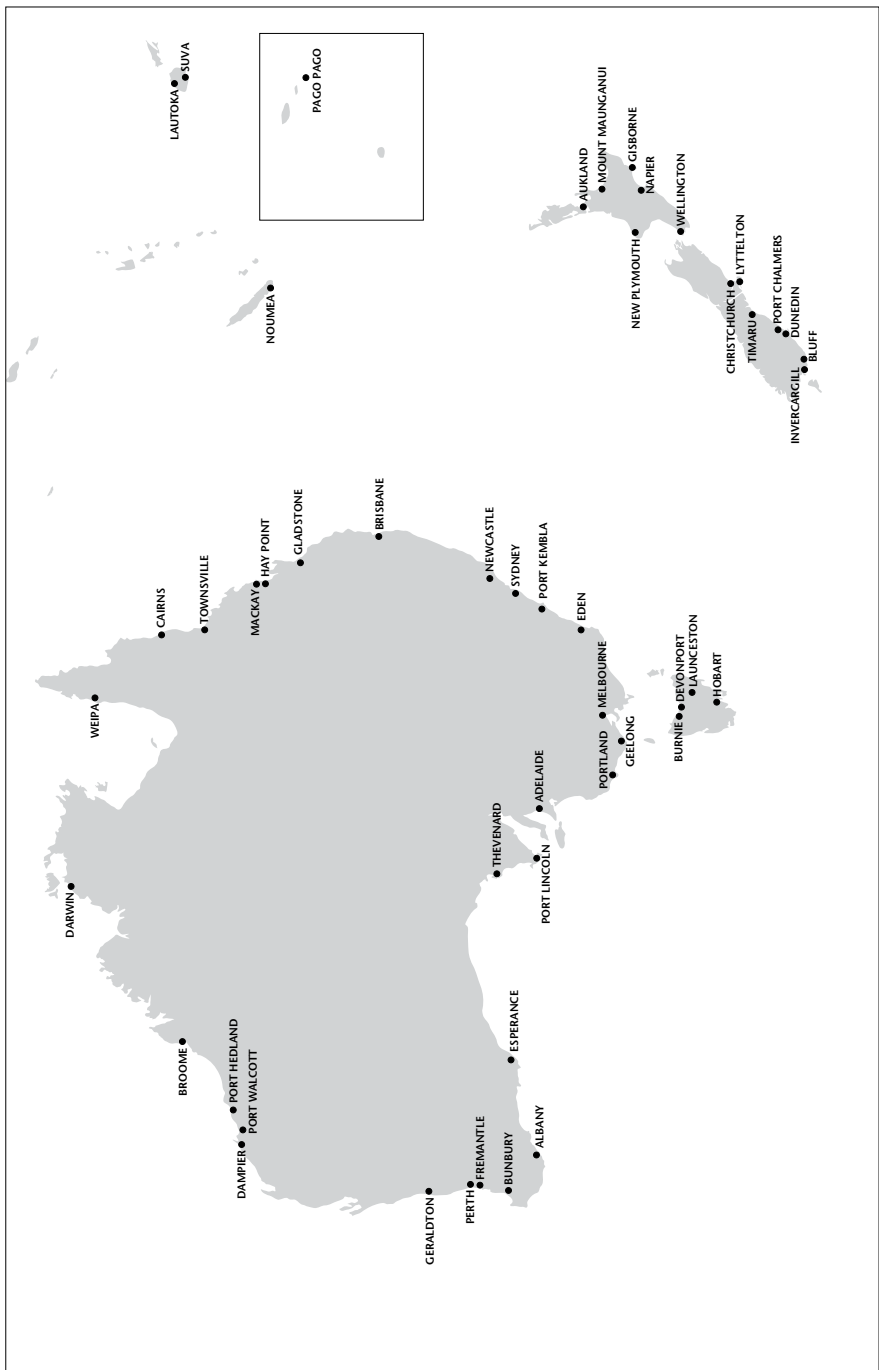 LAUTOKA
SUVA
PAGO PAGO
NOUMEA
AUKLAND
MOUNT MAUNGANUI
GISBORNE
NAPIER
NEW PLYMOUTH
WELLINGTON
CHRISTCHURCH
LYTTELTON
TIMARU
PORT CHALMERS
DUNEDIN
INVERCARGILL
BLUFF
WEIPA
CAIRNS
TOWNSVILLE
MACKAY
HAY POINT
GLADSTONE
BRISBANE
NEWCASTLE
SYDNEY
PORT KEMBLA
EDEN
MELBOURNE
GEELONG
PORTLAND
BURNIE
DEVONPORT
LAUNCESTON
HOBART
ADELAIDE
THEVENARD
PORT LINCOLN
DARWIN
BROOME
PORT HEDLAND
PORT WALCOTT
DAMPIER
GERALDTON
PERTH
FREMANTLE
BUNBURY
ALBANY
ESPERANCE